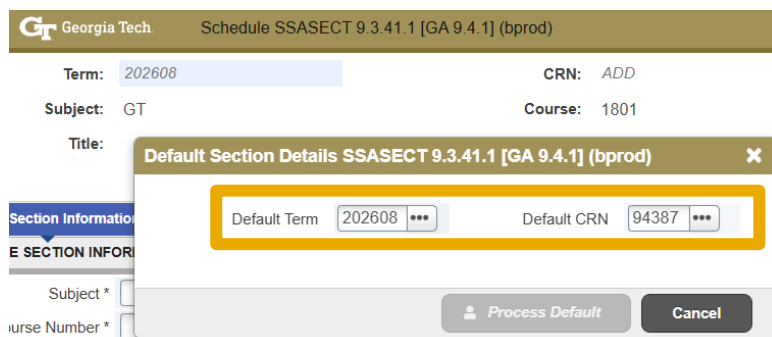 GT Georgia Tech. Schedule SSASECT 9.3.41.1 [GA 9.4.1] (bprod)
Term: 202608 CRN: ADD
Subject: GT Course: 1801
Title:
Default Section Details SSASECT 9.3.41.1 [GA 9.4.1] (bprod)
Default Term 202608 ••• Default CRN 94387 •••
Section Informatio
E SECTION INFOR
Subject *
urse Number *
Process Default Cancel